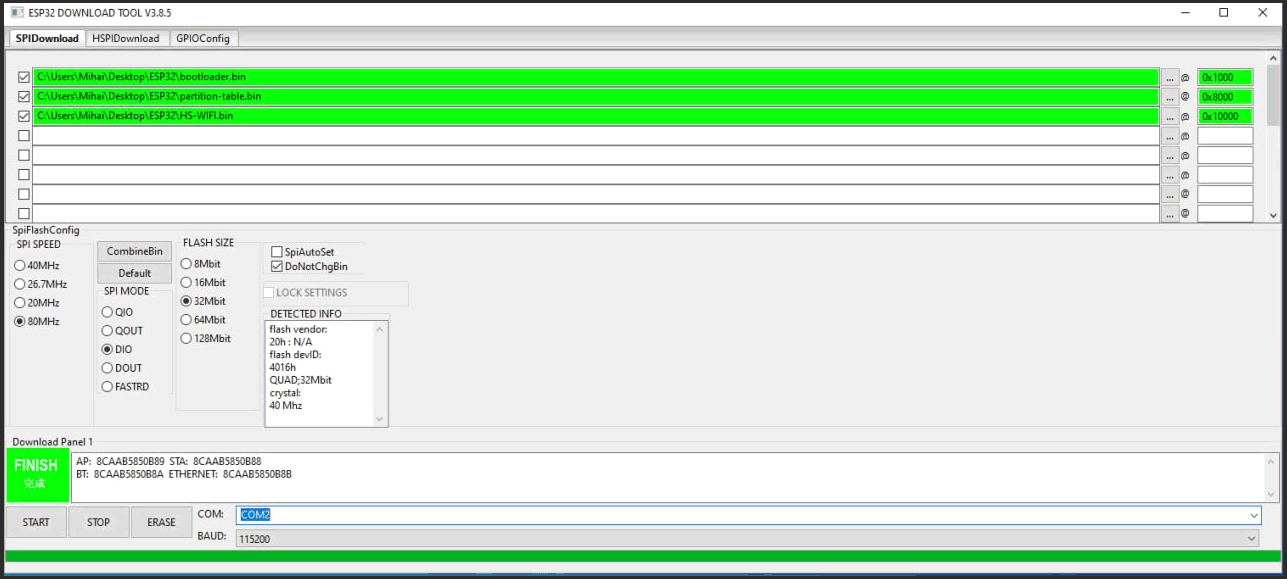 ESP32 DOWNLOAD TOOL V3.8.5
SPIDownload HSPIDownload GPIOConfig
C:\Users\Mihai\Desktop\ESP32\bootloader.bin ... @ 0x1000
C:\Users\Mihai\Desktop\ESP32\partition-table.bin ... @ 0x8000
C:\Users\Mihai\Desktop\ESP32\HS-WIFI.bin ... @ 0x10000
... @
... @
... @
... @
... @
SpiFlashConfig
SPI SPEED
40MHz
26.7MHz
20MHz
80MHz
CombineBin
Default
SPI MODE
QIO
QOUT
DIO
DOUT
FASTRD
FLASH SIZE
8Mbit
16Mbit
32Mbit
64Mbit
128Mbit
SpiAutoSet
DoNotChgBin
LOCK SETTINGS
DETECTED INFO
flash vendor:
20h : N/A
flash devID:
4016h
QUAD;32Mbit
crystal:
40 Mhz
Download Panel 1
FINISH
完成
AP: 8CAAB5850B89 STA: 8CAAB5850B88
BT: 8CAAB5850B8A ETHERNET: 8CAAB5850B8B
START STOP ERASE
COM: COM2
BAUD: 115200